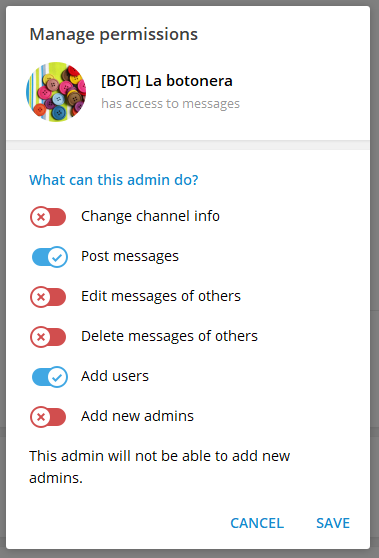 Manage permissions
[BOT] La botonera
has access to messages
What can this admin do?
Change channel info
Post messages
Edit messages of others
Delete messages of others
Add users
Add new admins
This admin will not be able to add new
admins.
CANCEL SAVE